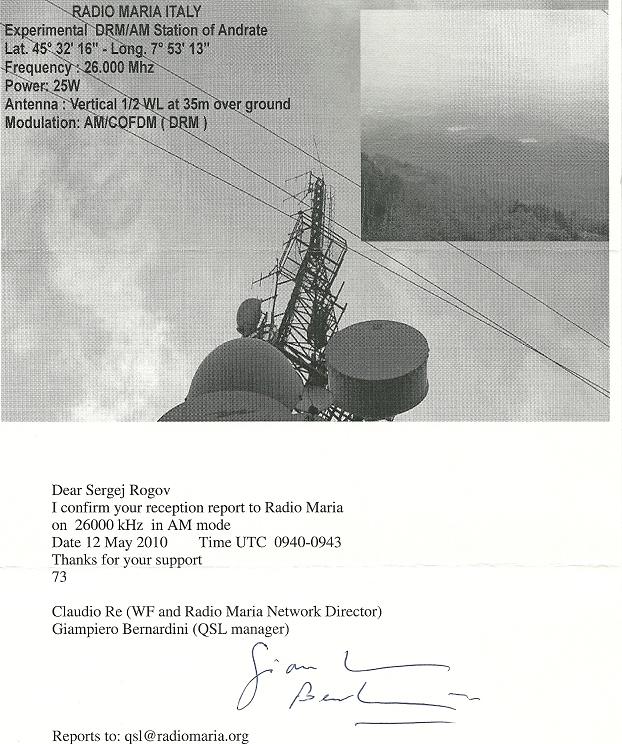 RADIO MARIA ITALY
Experimental DRM/AM Station of Andrate
Lat. 45° 32' 16" - Long. 7° 53' 13"
Frequency : 26.000 Mhz
Power: 25W
Antenna : Vertical 1/2 WL at 35m over ground
Modulation: AM/COFDM ( DRM )
Dear Sergej Rogov
I confirm your reception report to Radio Maria
on 26000 kHz in AM mode
Date 12 May 2010 Time UTC 0940-0943
Thanks for your support
73
Claudio Re (WF and Radio Maria Network Director)
Giampiero Bernardini (QSL manager)
Reports to: qsl@radiomaria.org